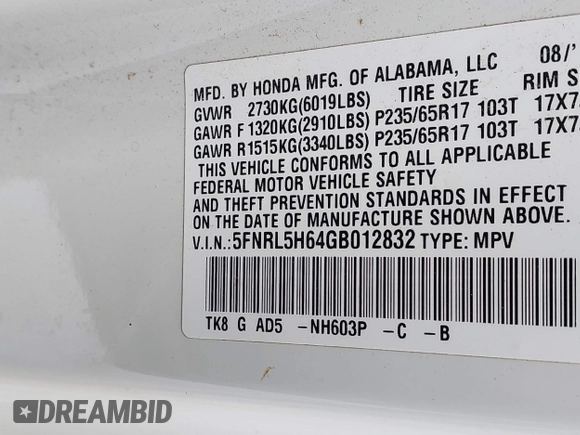 MFD. BY HONDA MFG. OF ALABAMA, LLC 08/'
GVWR 2730KG(6019LBS) TIRE SIZE RIM S
GAWR F 1320KG(2910LBS) P235/65R17 103T 17X7
GAWR R1515KG(3340LBS) P235/65R17 103T 17X7
THIS VEHICLE CONFORMS TO ALL APPLICABLE
FEDERAL MOTOR VEHICLE SAFETY
AND THEFT PREVENTION STANDARDS IN EFFECT
ON THE DATE OF MANUFACTURE SHOWN ABOVE.
V.I.N.: 5FNRL5H64GB012832 TYPE: MPV
TK8 G AD5 -NH603P -C -B
DREAMBID